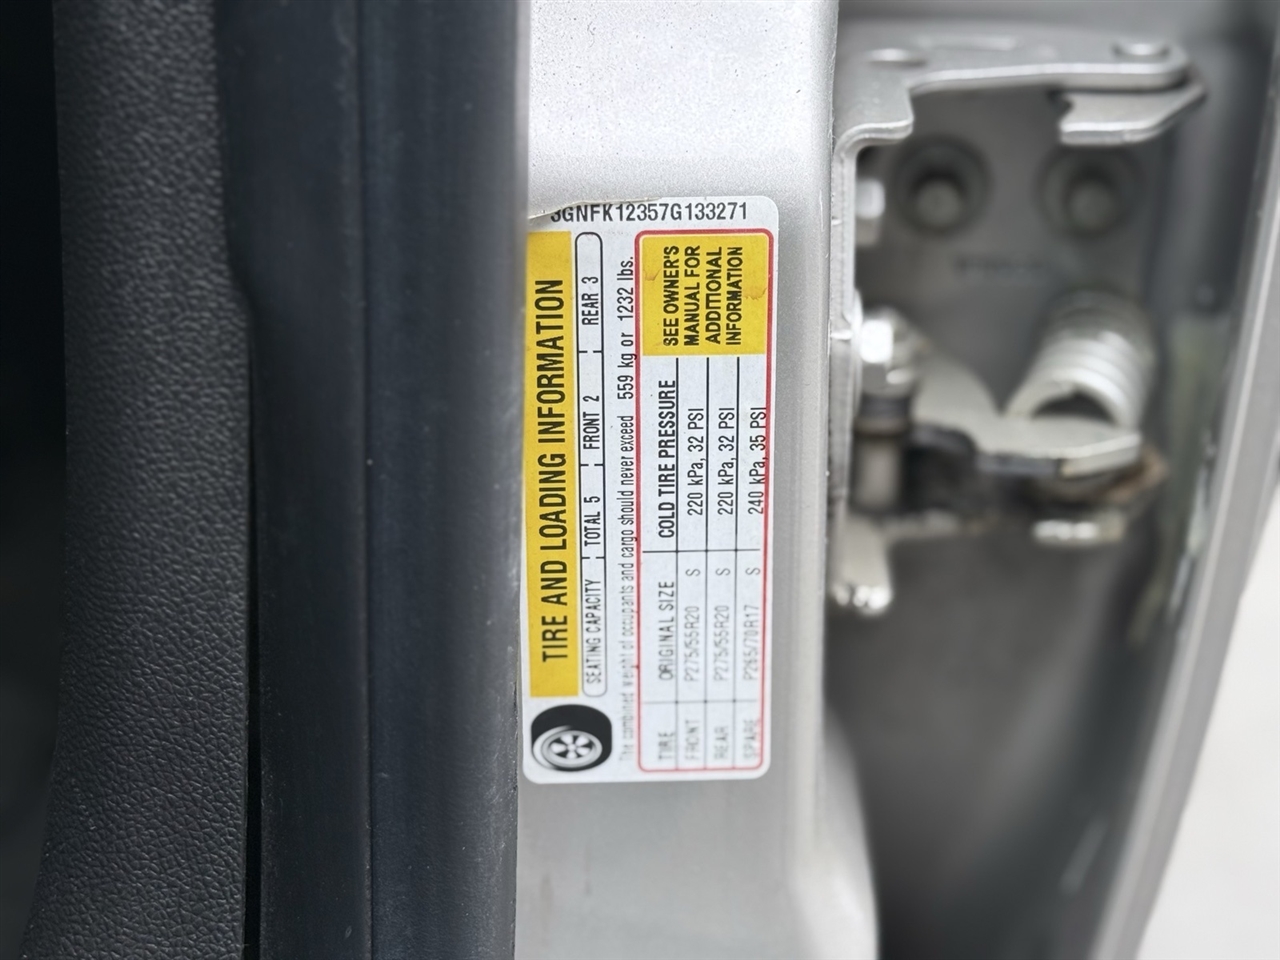 3GNFK12357G133271
TIRE AND LOADING INFORMATION
SEATING CAPACITY TOTAL 5 FRONT 2 REAR 3
The combined weight of occupants and cargo should never exceed 559 kg or 1232 lbs.
TIRE ORIGINAL SIZE COLD TIRE PRESSURE
FRONT P275/55R20 S 220 kPa, 32 PSI
REAR P275/55R20 S 220 kPa, 32 PSI
SPARE P265/70R17 S 240 kPa, 35 PSI
SEE OWNER'S
MANUAL FOR
ADDITIONAL
INFORMATION